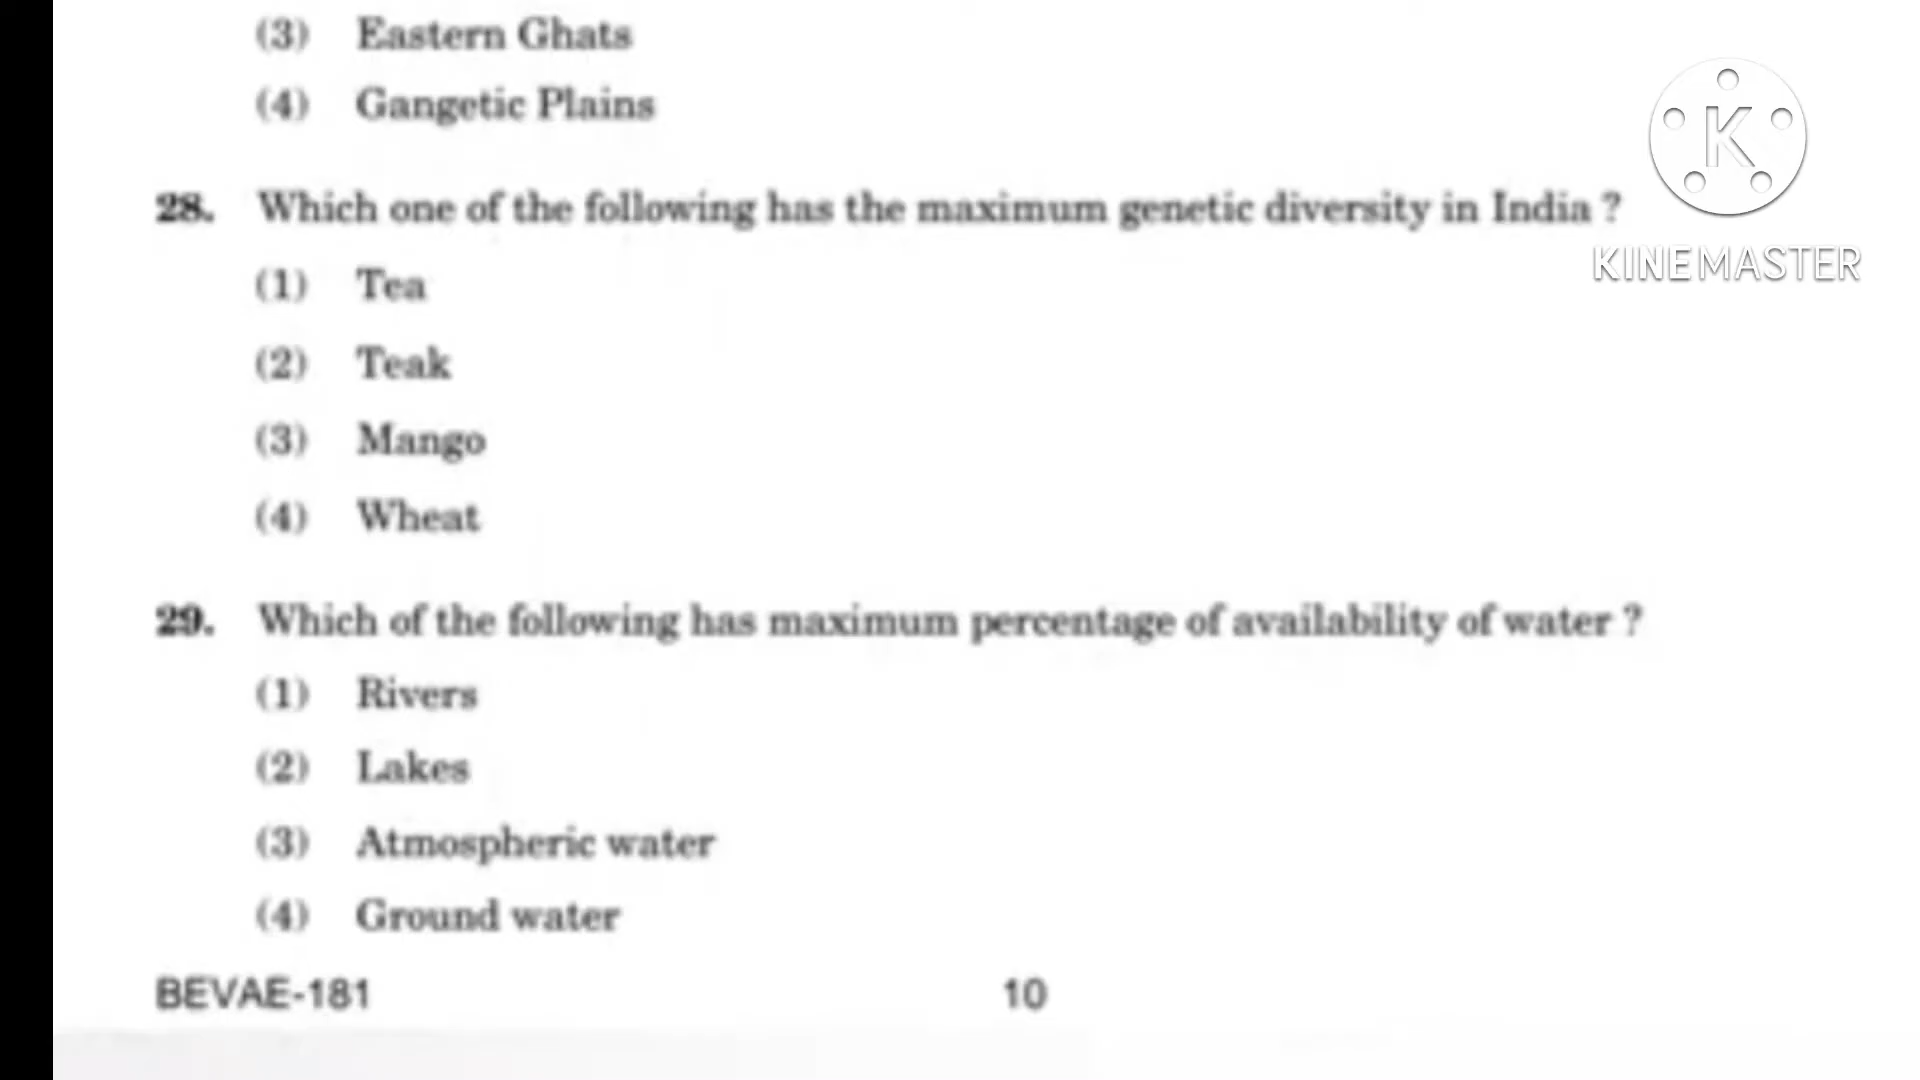 (3) Eastern Ghats
(4) Gangetic Plains
28. Which one of the following has the maximum genetic diversity in India ?
(1) Tea
(2) Teak
(3) Mango
(4) Wheat
29. Which of the following has maximum percentage of availability of water ?
(1) Rivers
(2) Lakes
(3) Atmospheric water
(4) Ground water
BEVAE-181 10
K
KINEMASTER